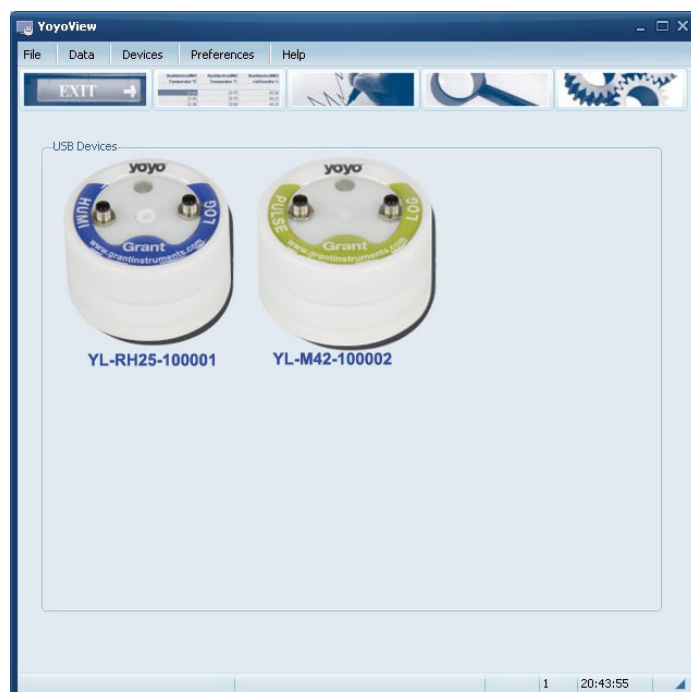 YoyoView
File Data Devices Preferences Help
EXIT
USB Devices
yoyo
HUMI LOG
Grant
www.grantinstruments.com
yoyo
PULSE LOG
Grant
www.grantinstruments.com
YL-RH25-100001
YL-M42-100002
1 20:43:55